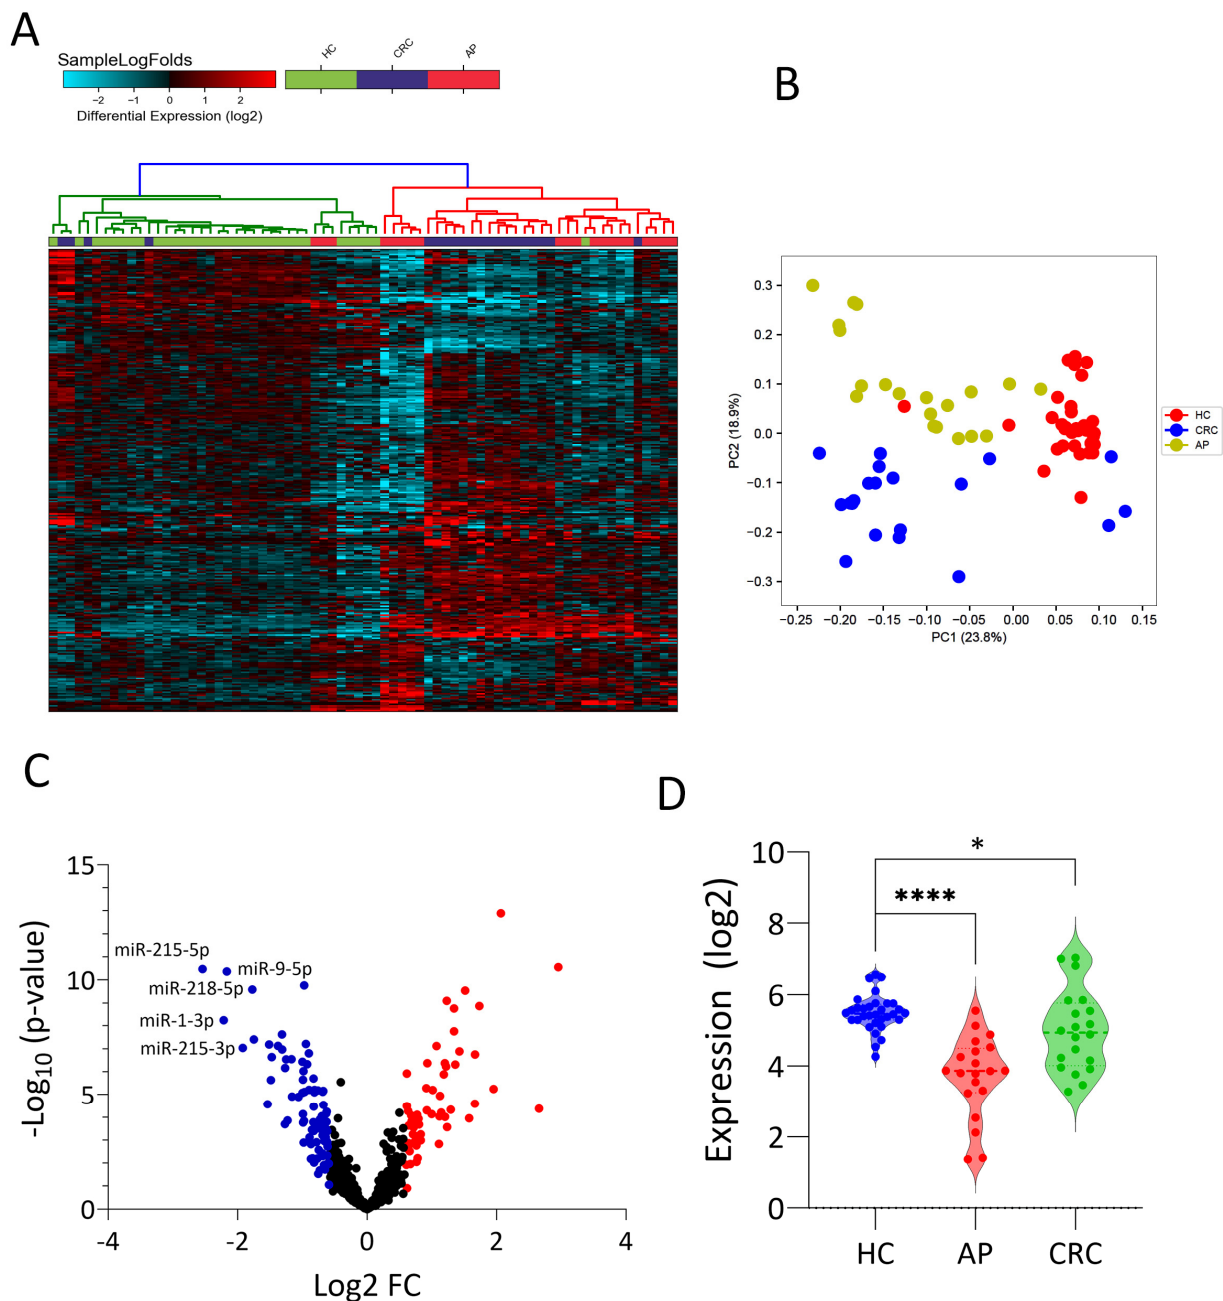 A
SampleLogFolds
HC CRC AP
−2 −1 0 1 2
Differential Expression (log2)
B
0.3
0.2
0.1
0.0
−0.1
−0.2
−0.3
PC2 (18.9%)
−0.25 −0.20 −0.15 −0.10 −0.05 0.00 0.05 0.10 0.15
PC1 (23.8%)
HC
CRC
AP
C
15
10
5
0
-Log10 (p-value)
miR-215-5p
miR-9-5p
miR-218-5p
miR-1-3p
miR-215-3p
-4 -2 0 2 4
Log2 FC
D
10
8
6
4
2
0
Expression (log2)
*
****
HC AP CRC